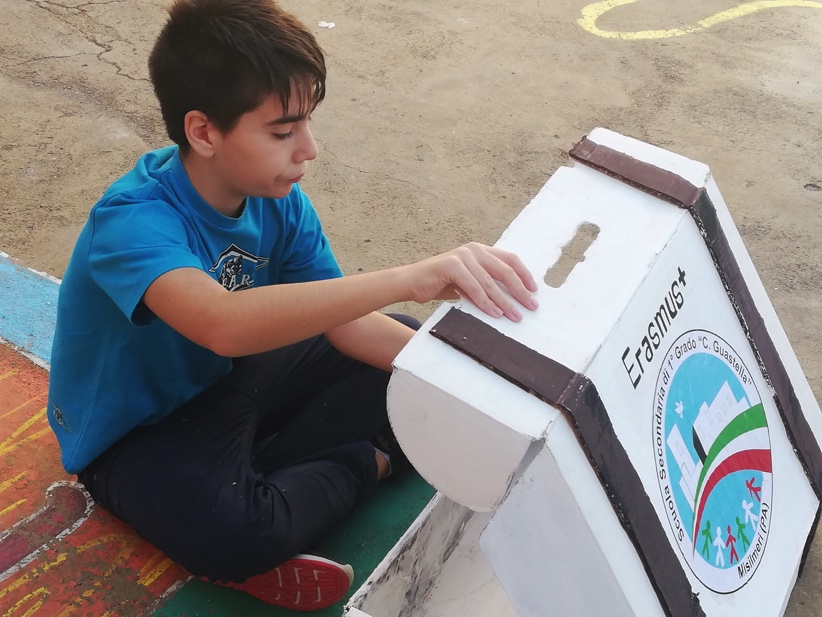 Erasmus+
Scuola Secondaria di 1° Grado "C. Guastella"
Misilmeri (PA)